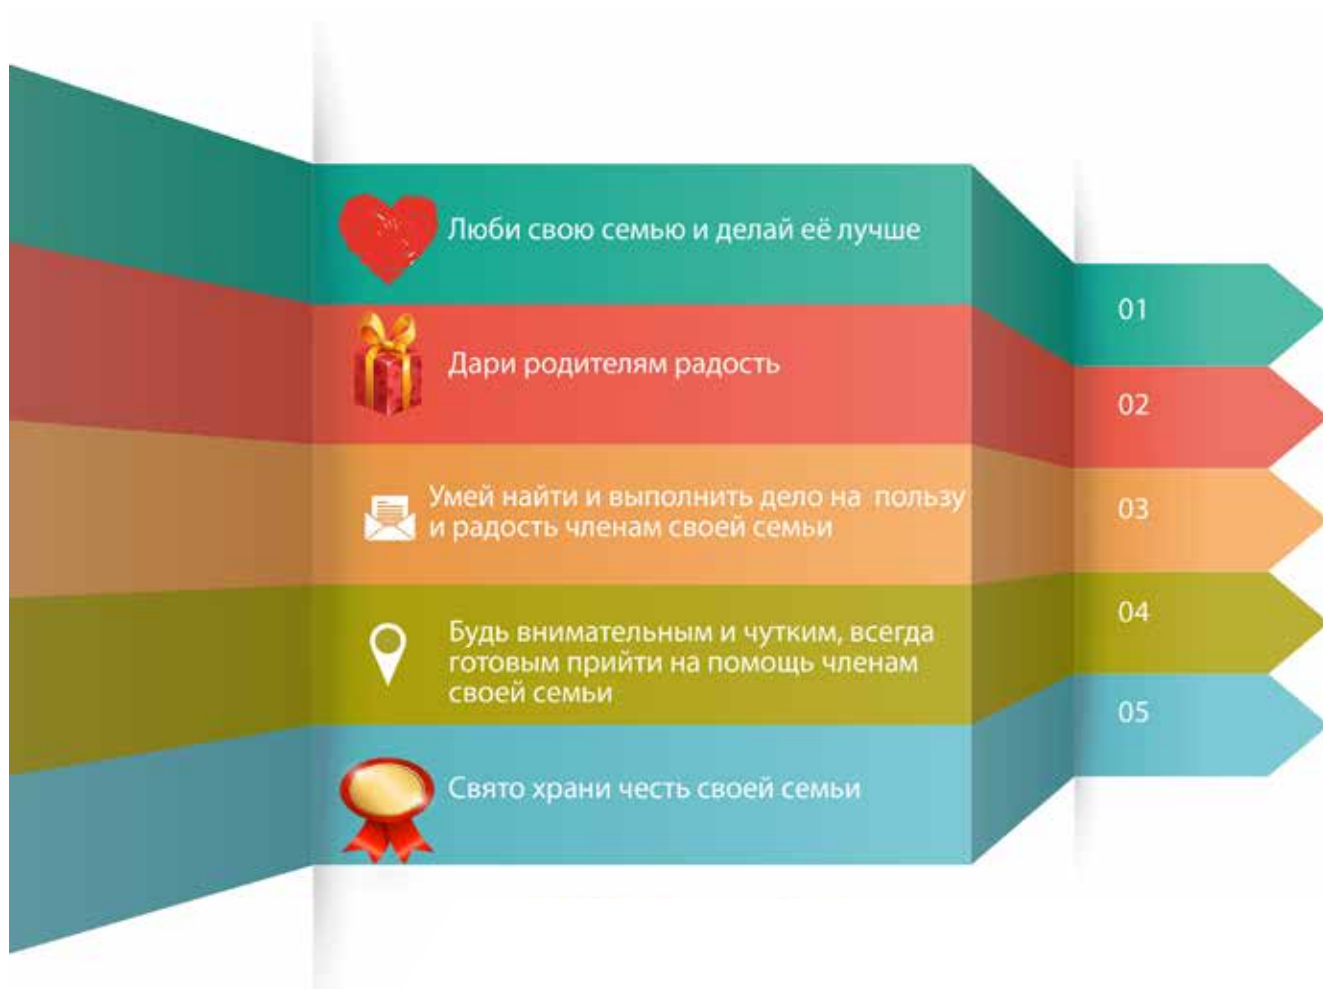 Люби свою семью и делай её лучше
01
Дари родителям радость
02
Умей найти и выполнить дело на пользу
и радость членам своей семьи
03
Будь внимательным и чутким, всегда
готовым прийти на помощь членам
своей семьи
04
Свято храни честь своей семьи
05